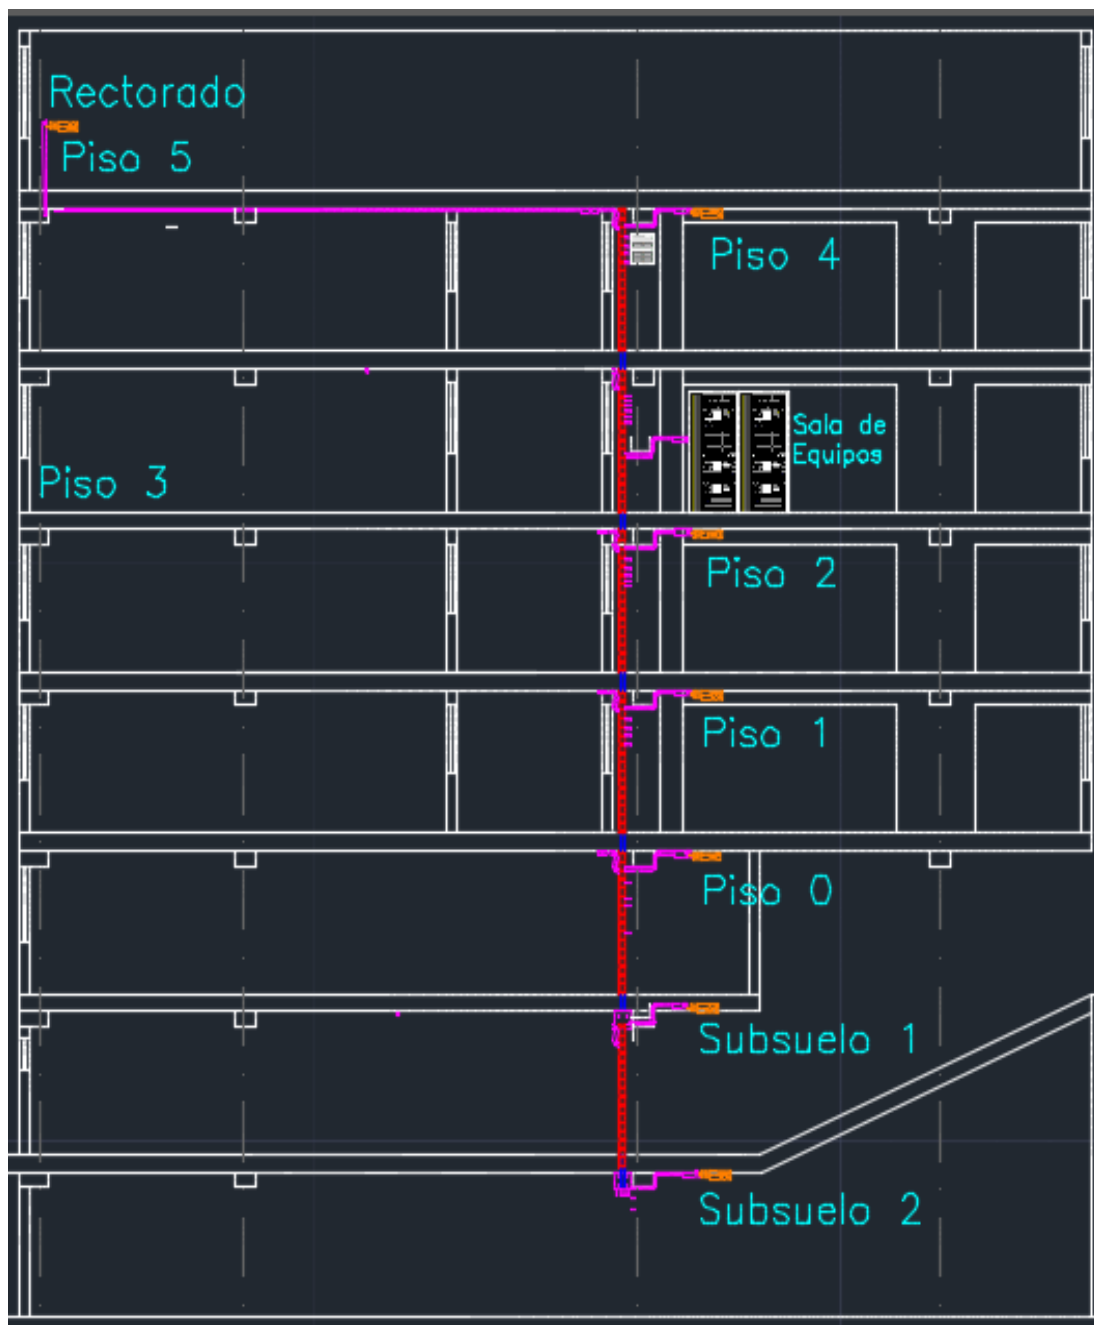 Rectorado
Piso 5
Piso 4
Sala de
Equipos
Piso 3
Piso 2
Piso 1
Piso 0
Subsuelo 1
Subsuelo 2